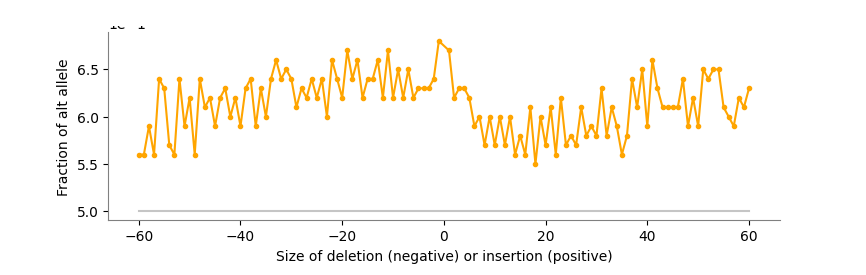 Fraction of alt allele
6.5
6.0
5.5
5.0
−60 −40 −20 0 20 40 60
Size of deletion (negative) or insertion (positive)